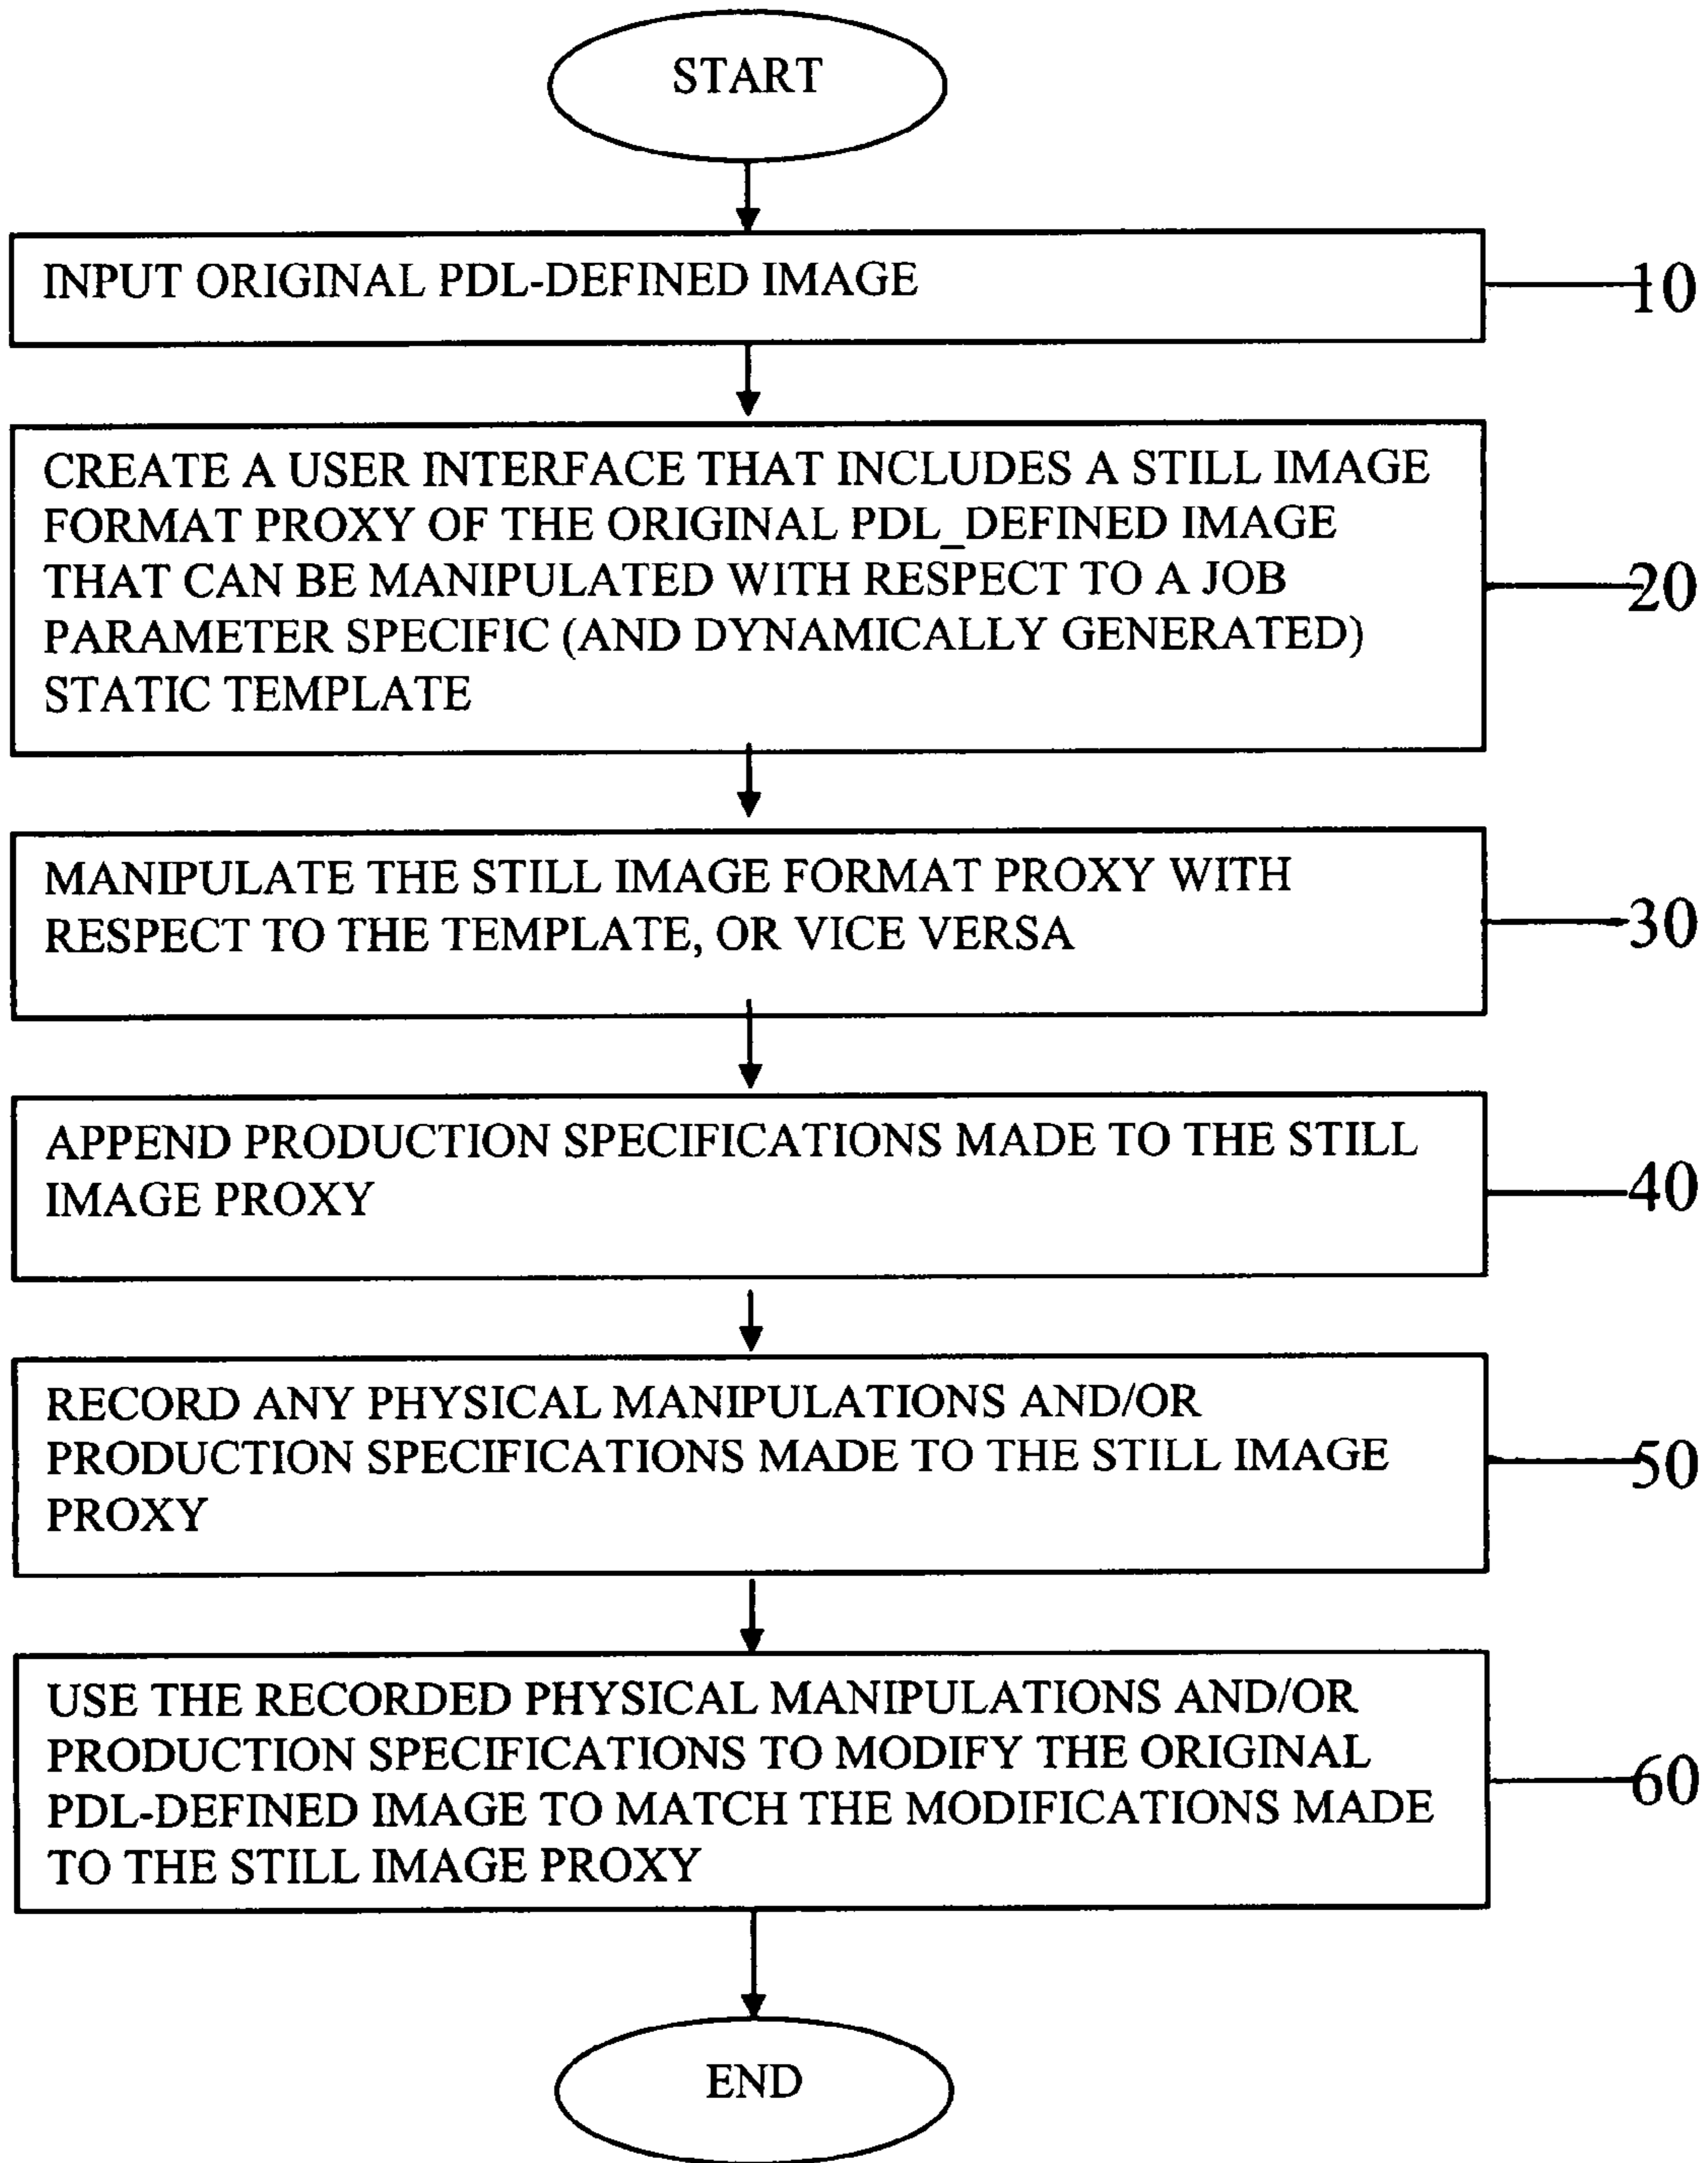 START
INPUT ORIGINAL PDL-DEFINED IMAGE
10
CREATE A USER INTERFACE THAT INCLUDES A STILL IMAGE
FORMAT PROXY OF THE ORIGINAL PDL_DEFINED IMAGE
THAT CAN BE MANIPULATED WITH RESPECT TO A JOB
PARAMETER SPECIFIC (AND DYNAMICALLY GENERATED)
STATIC TEMPLATE
20
MANIPULATE THE STILL IMAGE FORMAT PROXY WITH
RESPECT TO THE TEMPLATE, OR VICE VERSA
30
APPEND PRODUCTION SPECIFICATIONS MADE TO THE STILL
IMAGE PROXY
40
RECORD ANY PHYSICAL MANIPULATIONS AND/OR
PRODUCTION SPECIFICATIONS MADE TO THE STILL IMAGE
PROXY
50
USE THE RECORDED PHYSICAL MANIPULATIONS AND/OR
PRODUCTION SPECIFICATIONS TO MODIFY THE ORIGINAL
PDL-DEFINED IMAGE TO MATCH THE MODIFICATIONS MADE
TO THE STILL IMAGE PROXY
60
END